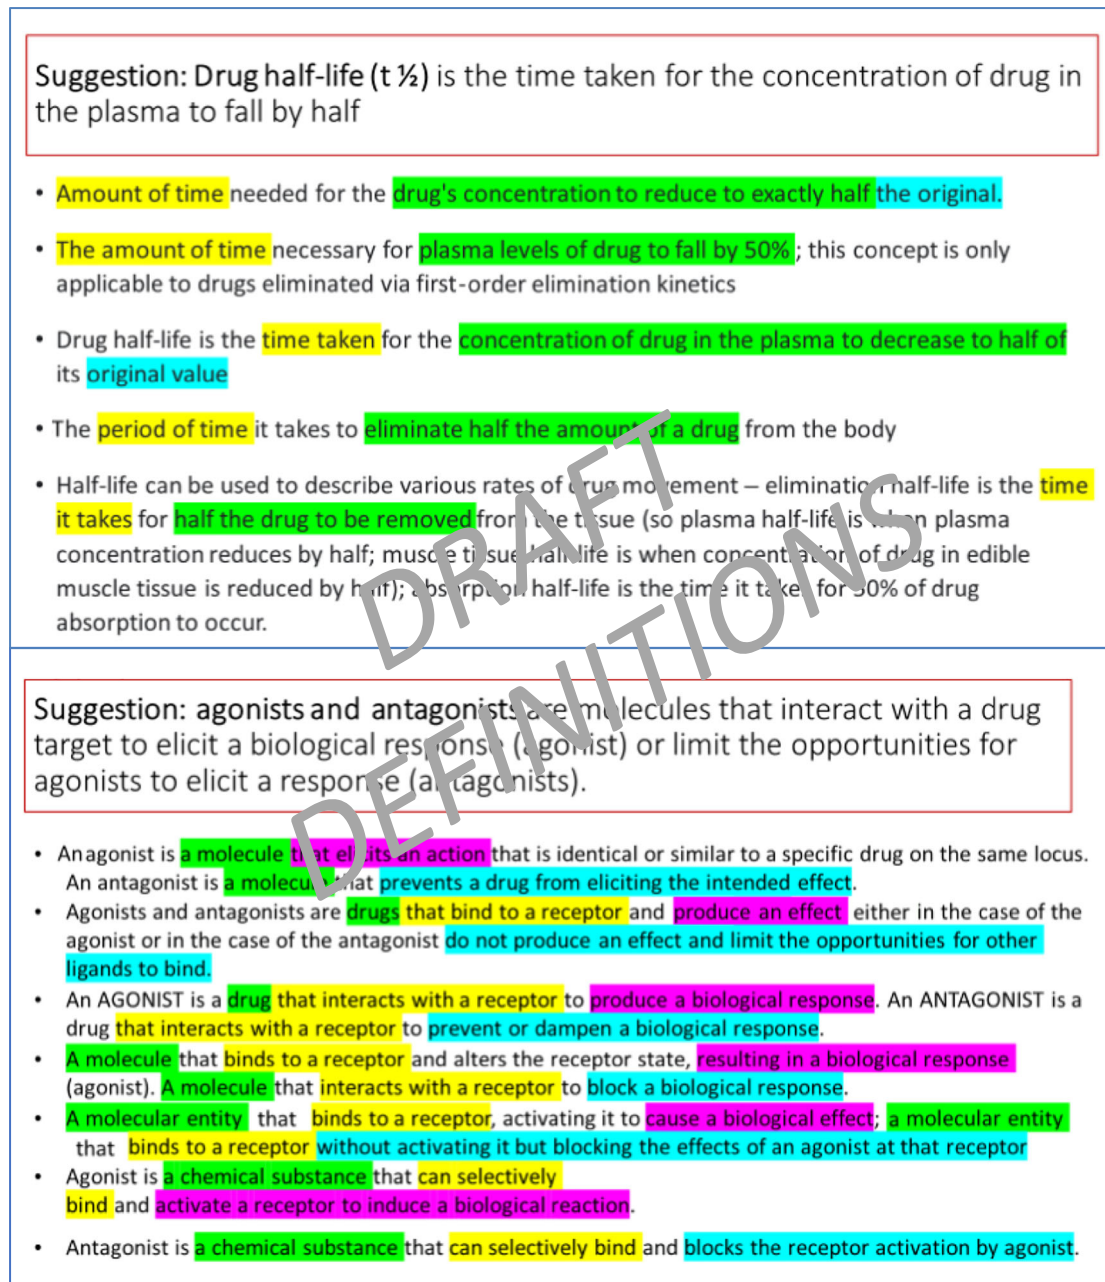 Suggestion: Drug half-life (t ½) is the time taken for the concentration of drug in
the plasma to fall by half
• Amount of time needed for the drug's concentration to reduce to exactly half the original.
• The amount of time necessary for plasma levels of drug to fall by 50% ; this concept is only
applicable to drugs eliminated via first-order elimination kinetics
• Drug half-life is the time taken for the concentration of drug in the plasma to decrease to half of
its original value
• The period of time it takes to eliminate half the amount of a drug from the body
• Half-life can be used to describe various rates of drug movement – elimination half-life is the time
it takes for half the drug to be removed from the tissue (so plasma half-life is when plasma
concentration reduces by half; muscle tissue half life is when concentration of drug in edible
muscle tissue is reduced by half); absorption half-life is the time it takes for 50% of drug
absorption to occur.
DRAFT
DEFINITIONS
Suggestion: agonists and antagonists are molecules that interact with a drug
target to elicit a biological response (agonist) or limit the opportunities for
agonists to elicit a response (antagonists).
• An agonist is a molecule that elicits an action that is identical or similar to a specific drug on the same locus.
An antagonist is a molecule that prevents a drug from eliciting the intended effect.
• Agonists and antagonists are drugs that bind to a receptor and produce an effect either in the case of the
agonist or in the case of the antagonist do not produce an effect and limit the opportunities for other
ligands to bind.
• An AGONIST is a drug that interacts with a receptor to produce a biological response. An ANTAGONIST is a
drug that interacts with a receptor to prevent or dampen a biological response.
• A molecule that binds to a receptor and alters the receptor state, resulting in a biological response
(agonist). A molecule that interacts with a receptor to block a biological response.
• A molecular entity that binds to a receptor, activating it to cause a biological effect; a molecular entity
that binds to a receptor without activating it but blocking the effects of an agonist at that receptor
• Agonist is a chemical substance that can selectively
bind and activate a receptor to induce a biological reaction.
• Antagonist is a chemical substance that can selectively bind and blocks the receptor activation by agonist.